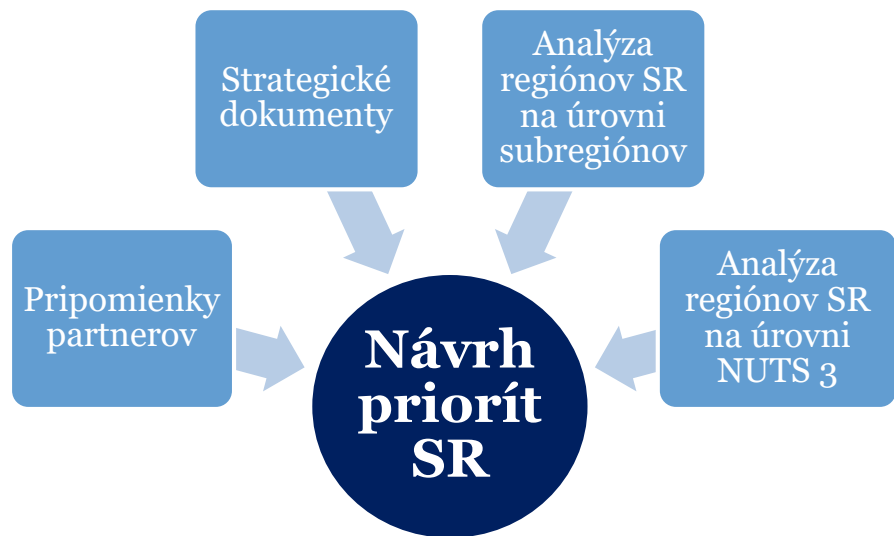 Strategické
dokumenty
Analýza
regiónov SR
na úrovni
subregiónov
Pripomienky
partnerov
Analýza
regiónov SR
na úrovni
NUTS 3
Návrh
priorít
SR